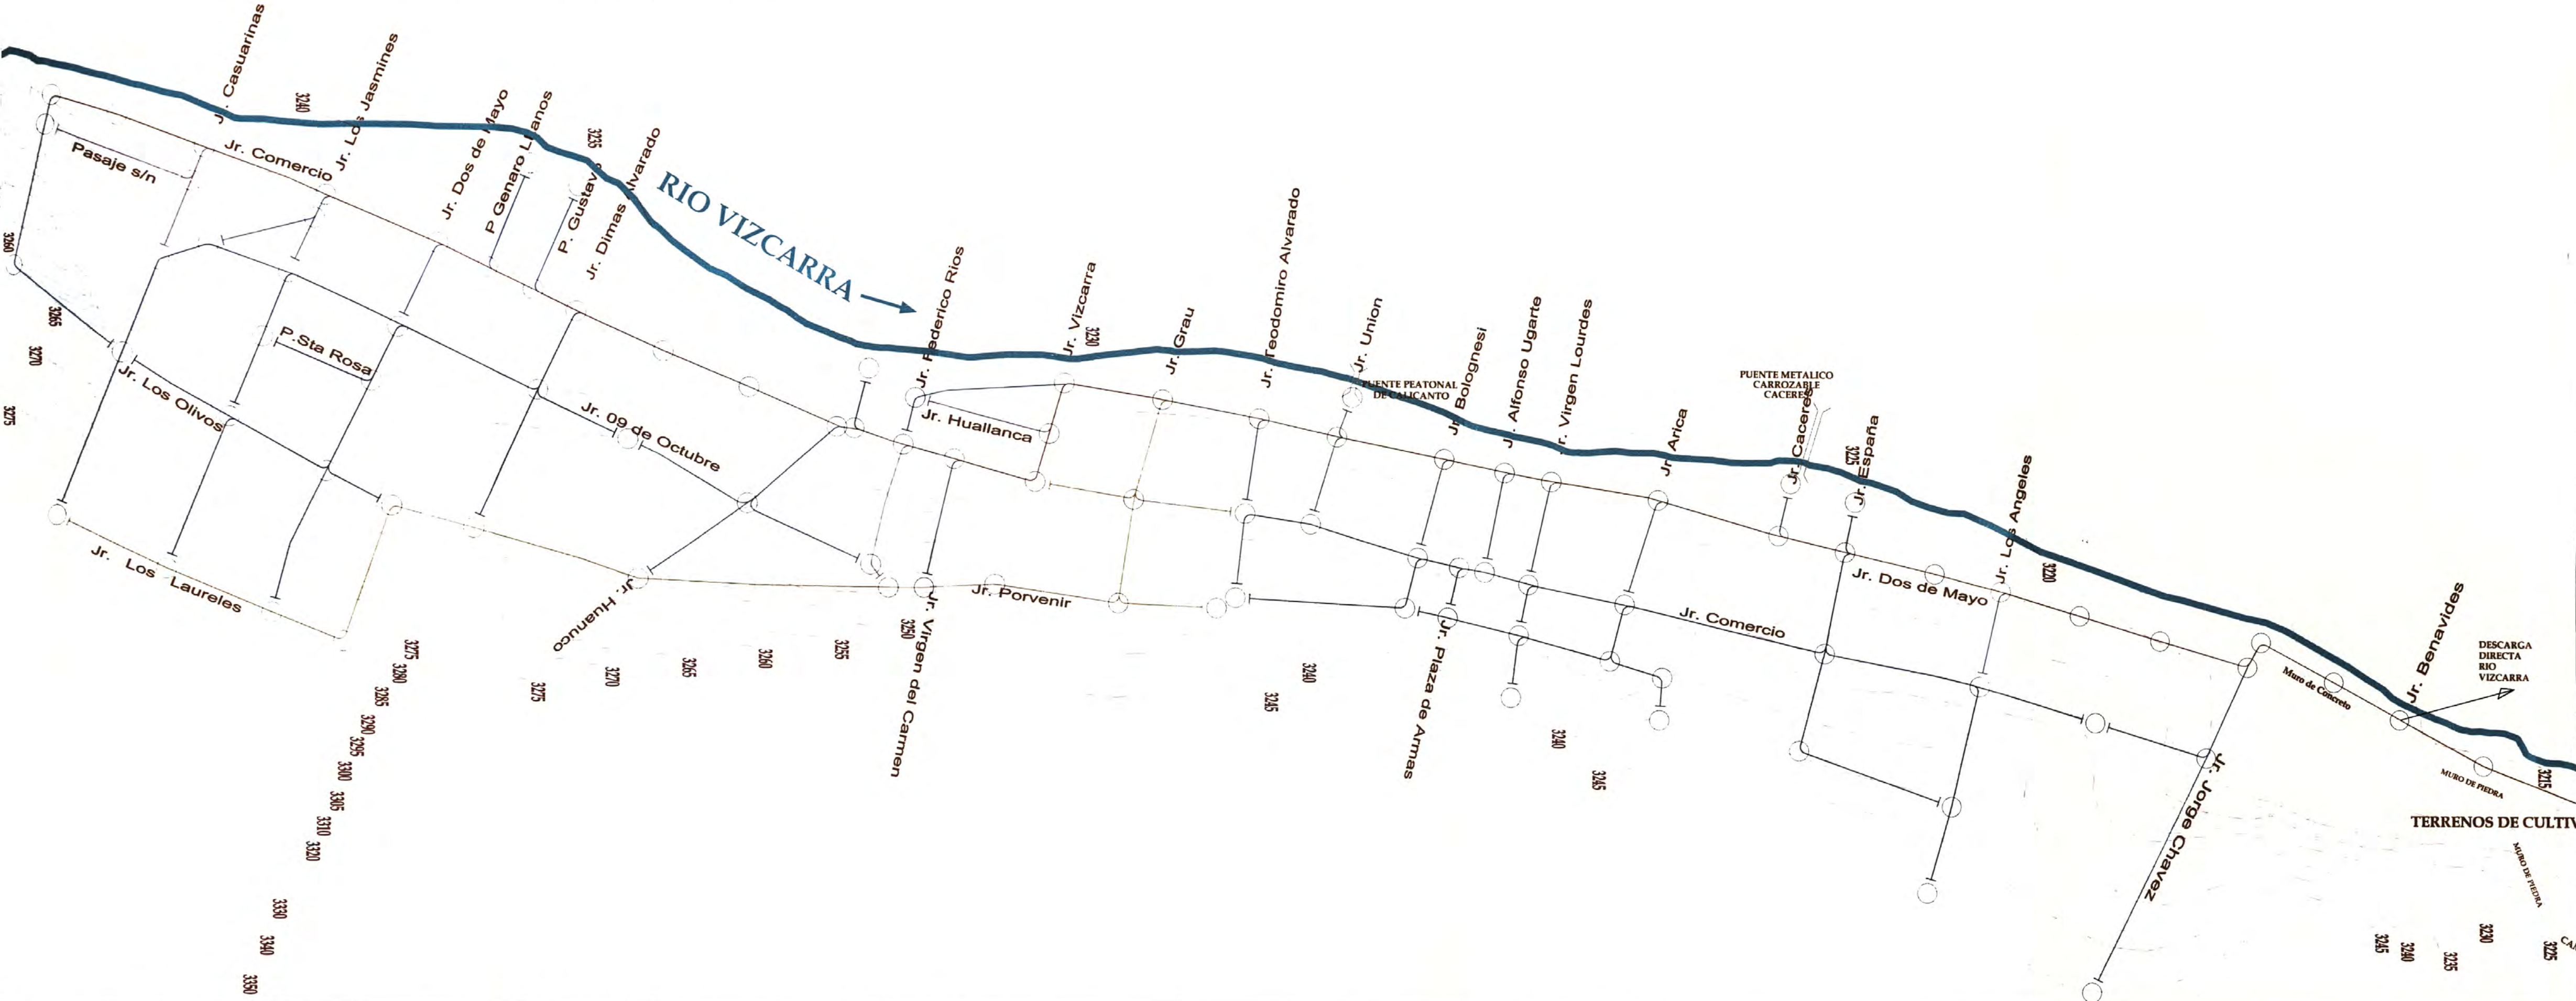 Jr. Casuarinas
3240
Jr. Los Jasmines
Jr. Dos de Mayo
P Genaro Llanos
3235
P. Gustavo
Jr. Dimas Alvarado
RIO VIZCARRA
Pasaje s/n
Jr. Comercio
3260
3265
3270
3275
P. Sta Rosa
Jr. Los Olivos
Jr. 09 de Octubre
Jr. Los Laureles
Jr. Huanuco
Jr. Federico Rios
Jr. Vizcarra
3230
Jr. Grau
Jr. Teodomiro Alvarado
Jr. Union
PUENTE PEATONAL
DE CALICANTO
Jr. Bolognesi
Jr. Alfonso Ugarte
Jr. Virgen Lourdes
Jr. Arica
PUENTE METALICO
CARROZABLE
CACERES
Jr. Caceres
3225
Jr. España
Jr. Los Angeles
3220
Jr. Huallanca
Jr. Porvenir
Jr. Virgen del Carmen
Jr. Plaza de Armas
Jr. Comercio
Jr. Dos de Mayo
Jr. Jorge Chavez
Muro de Concreto
Jr. Benavides
DESCARGA
DIRECTA
RIO
VIZCARRA
MURO DE PIEDRA
3215
TERRENOS DE CULTIV
MURO DE PIEDRA
3275
3280
3285
3290
3295
3300
3305
3310
3320
3330
3340
3350
3275
3270
3265
3260
3255
3250
3245
3240
3240
3245
3245
3240
3235
3230
3225
CA